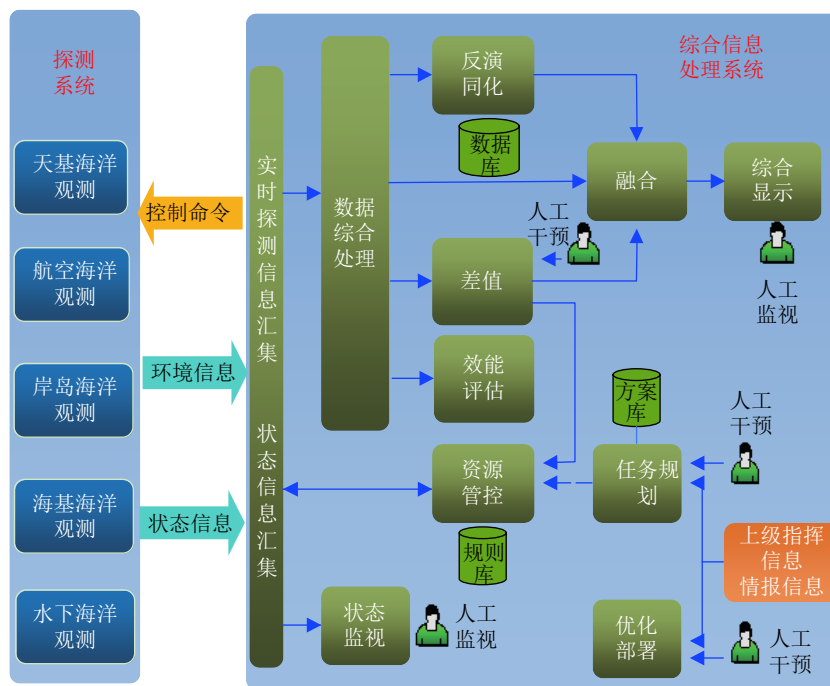 探测
系统
天基海洋
观测
航空海洋
观测
岸岛海洋
观测
海基海洋
观测
水下海洋
观测
控制命令
环境信息
状态信息
综合信息
处理系统
实时探测信息汇集
状态信息汇集
数据
综合
处理
反演
同化
数据
库
融合
综合
显示
人工
干预
人工
监视
差值
效能
评估
方案
库
人工
干预
资源
管控
任务规
划
规则
库
上级指挥
信息
情报信息
状态
监视
人工
监视
优化
部署
人工
干预